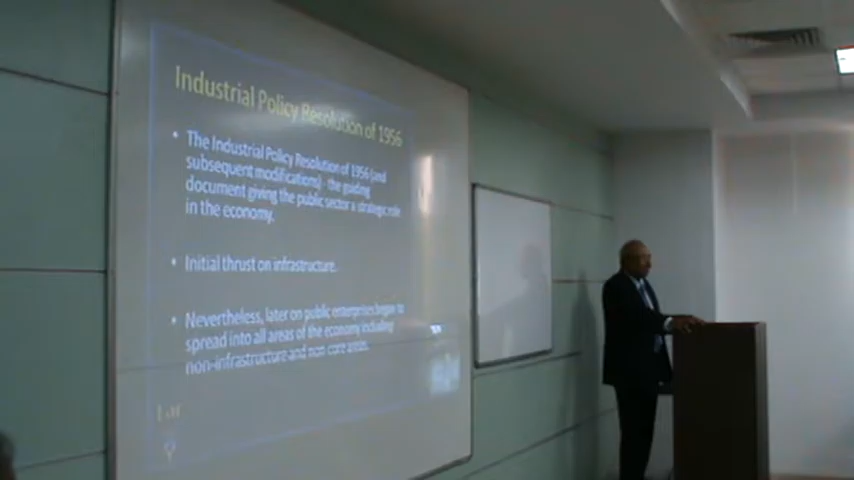 Industrial Policy Resolution of 1956
• The Industrial Policy Resolution of 1956 (and
subsequent modifications) - the guiding
document giving the public sector a strategic role
in the economy.
• Initial thrust on infrastructure.
• Nevertheless, later on public enterprises began to
spread into all areas of the economy including
non-infrastructure and non core areas.